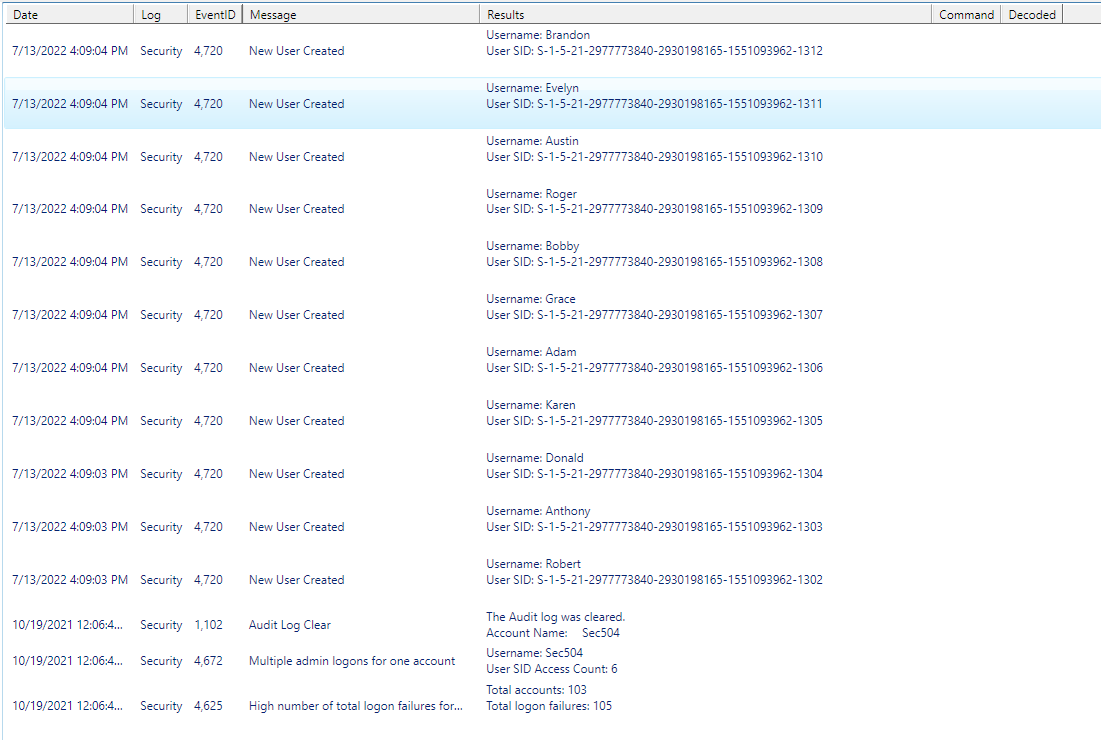 Date Log EventID Message Results Command Decoded
Username: Brandon
7/13/2022 4:09:04 PM Security 4,720 New User Created User SID: S-1-5-21-2977773840-2930198165-1551093962-1312
Username: Evelyn
7/13/2022 4:09:04 PM Security 4,720 New User Created User SID: S-1-5-21-2977773840-2930198165-1551093962-1311
Username: Austin
7/13/2022 4:09:04 PM Security 4,720 New User Created User SID: S-1-5-21-2977773840-2930198165-1551093962-1310
Username: Roger
7/13/2022 4:09:04 PM Security 4,720 New User Created User SID: S-1-5-21-2977773840-2930198165-1551093962-1309
Username: Bobby
7/13/2022 4:09:04 PM Security 4,720 New User Created User SID: S-1-5-21-2977773840-2930198165-1551093962-1308
Username: Grace
7/13/2022 4:09:04 PM Security 4,720 New User Created User SID: S-1-5-21-2977773840-2930198165-1551093962-1307
Username: Adam
7/13/2022 4:09:04 PM Security 4,720 New User Created User SID: S-1-5-21-2977773840-2930198165-1551093962-1306
Username: Karen
7/13/2022 4:09:04 PM Security 4,720 New User Created User SID: S-1-5-21-2977773840-2930198165-1551093962-1305
Username: Donald
7/13/2022 4:09:03 PM Security 4,720 New User Created User SID: S-1-5-21-2977773840-2930198165-1551093962-1304
Username: Anthony
7/13/2022 4:09:03 PM Security 4,720 New User Created User SID: S-1-5-21-2977773840-2930198165-1551093962-1303
Username: Robert
7/13/2022 4:09:03 PM Security 4,720 New User Created User SID: S-1-5-21-2977773840-2930198165-1551093962-1302
The Audit log was cleared.
10/19/2021 12:06:4... Security 1,102 Audit Log Clear
Account Name: Sec504
Username: Sec504
10/19/2021 12:06:4... Security 4,672 Multiple admin logons for one account
User SID Access Count: 6
Total accounts: 103
10/19/2021 12:06:4... Security 4,625 High number of total logon failures for... Total logon failures: 105